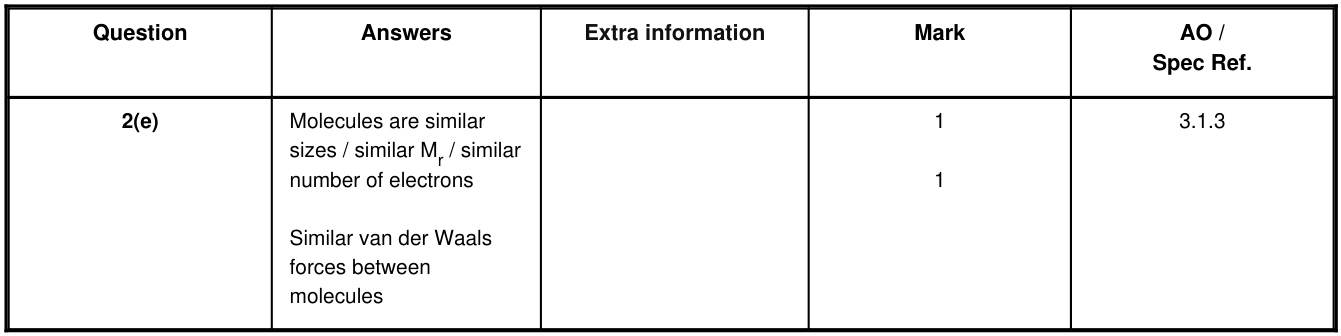 Question Answers Extra information Mark AO /
Spec Ref.
2(e) Molecules are similar 1 3.1.3
sizes / similar Mr / similar
number of electrons 1
Similar van der Waals
forces between
molecules